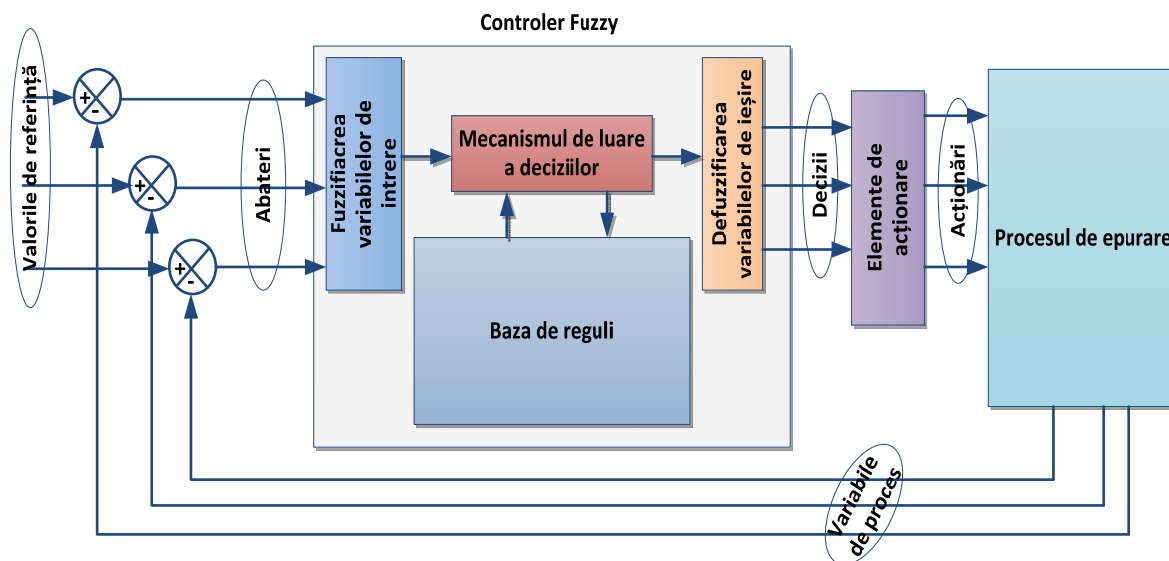 Controler Fuzzy
Valorile de referință
+
-
+
-
+
-
Abateri
Fuzzifiacrea
variabilelor de
intrere
Mecanismul de luare
a deciziilor
Baza de reguli
Defuzzificarea
variabilelor de ieșire
Decizii
Elemente de
acționare
Acționări
Procesul de epurare
Variabile
de proces